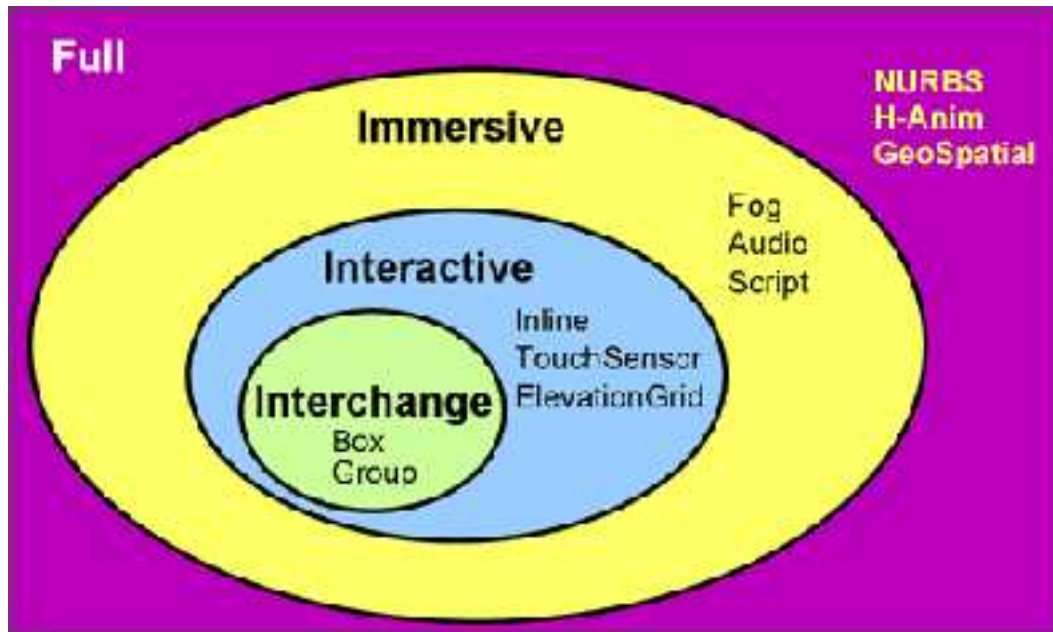 Full
NURBS
H-Anim
GeoSpatial
Immersive
Fog
Audio
Script
Interactive
Inline
TouchSensor
ElevationGrid
Interchange
Box
Group